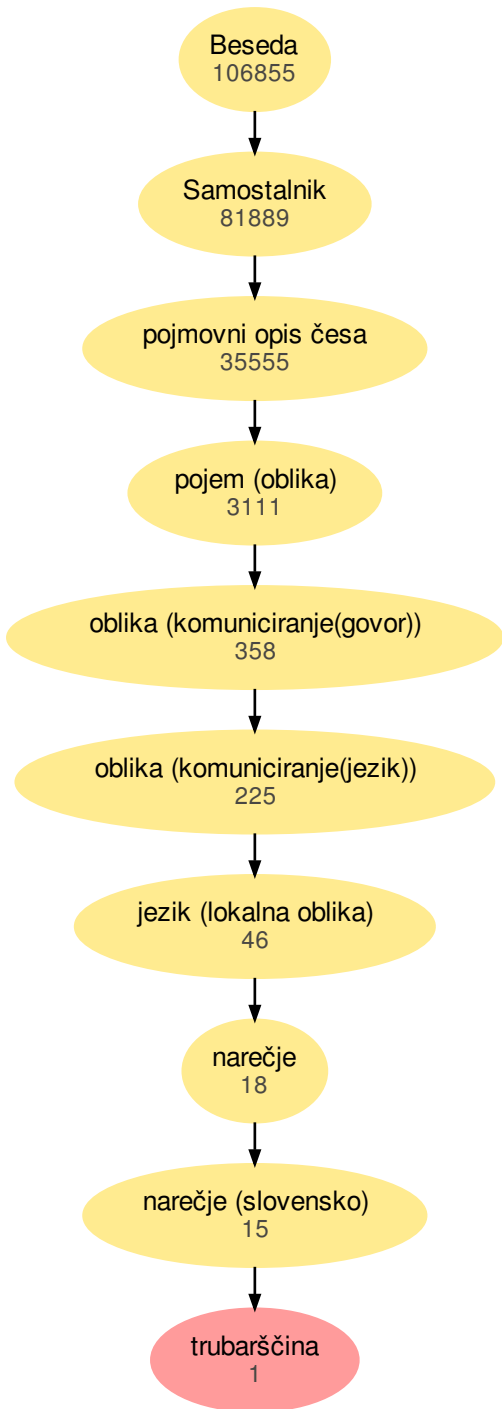 Beseda
106855
Samostalnik
81889
pojmovni opis česa
35555
pojem (oblika)
3111
oblika (komuniciranje(govor))
358
oblika (komuniciranje(jezik))
225
jezik (lokalna oblika)
46
narečje
18
narečje (slovensko)
15
trubarščina
1